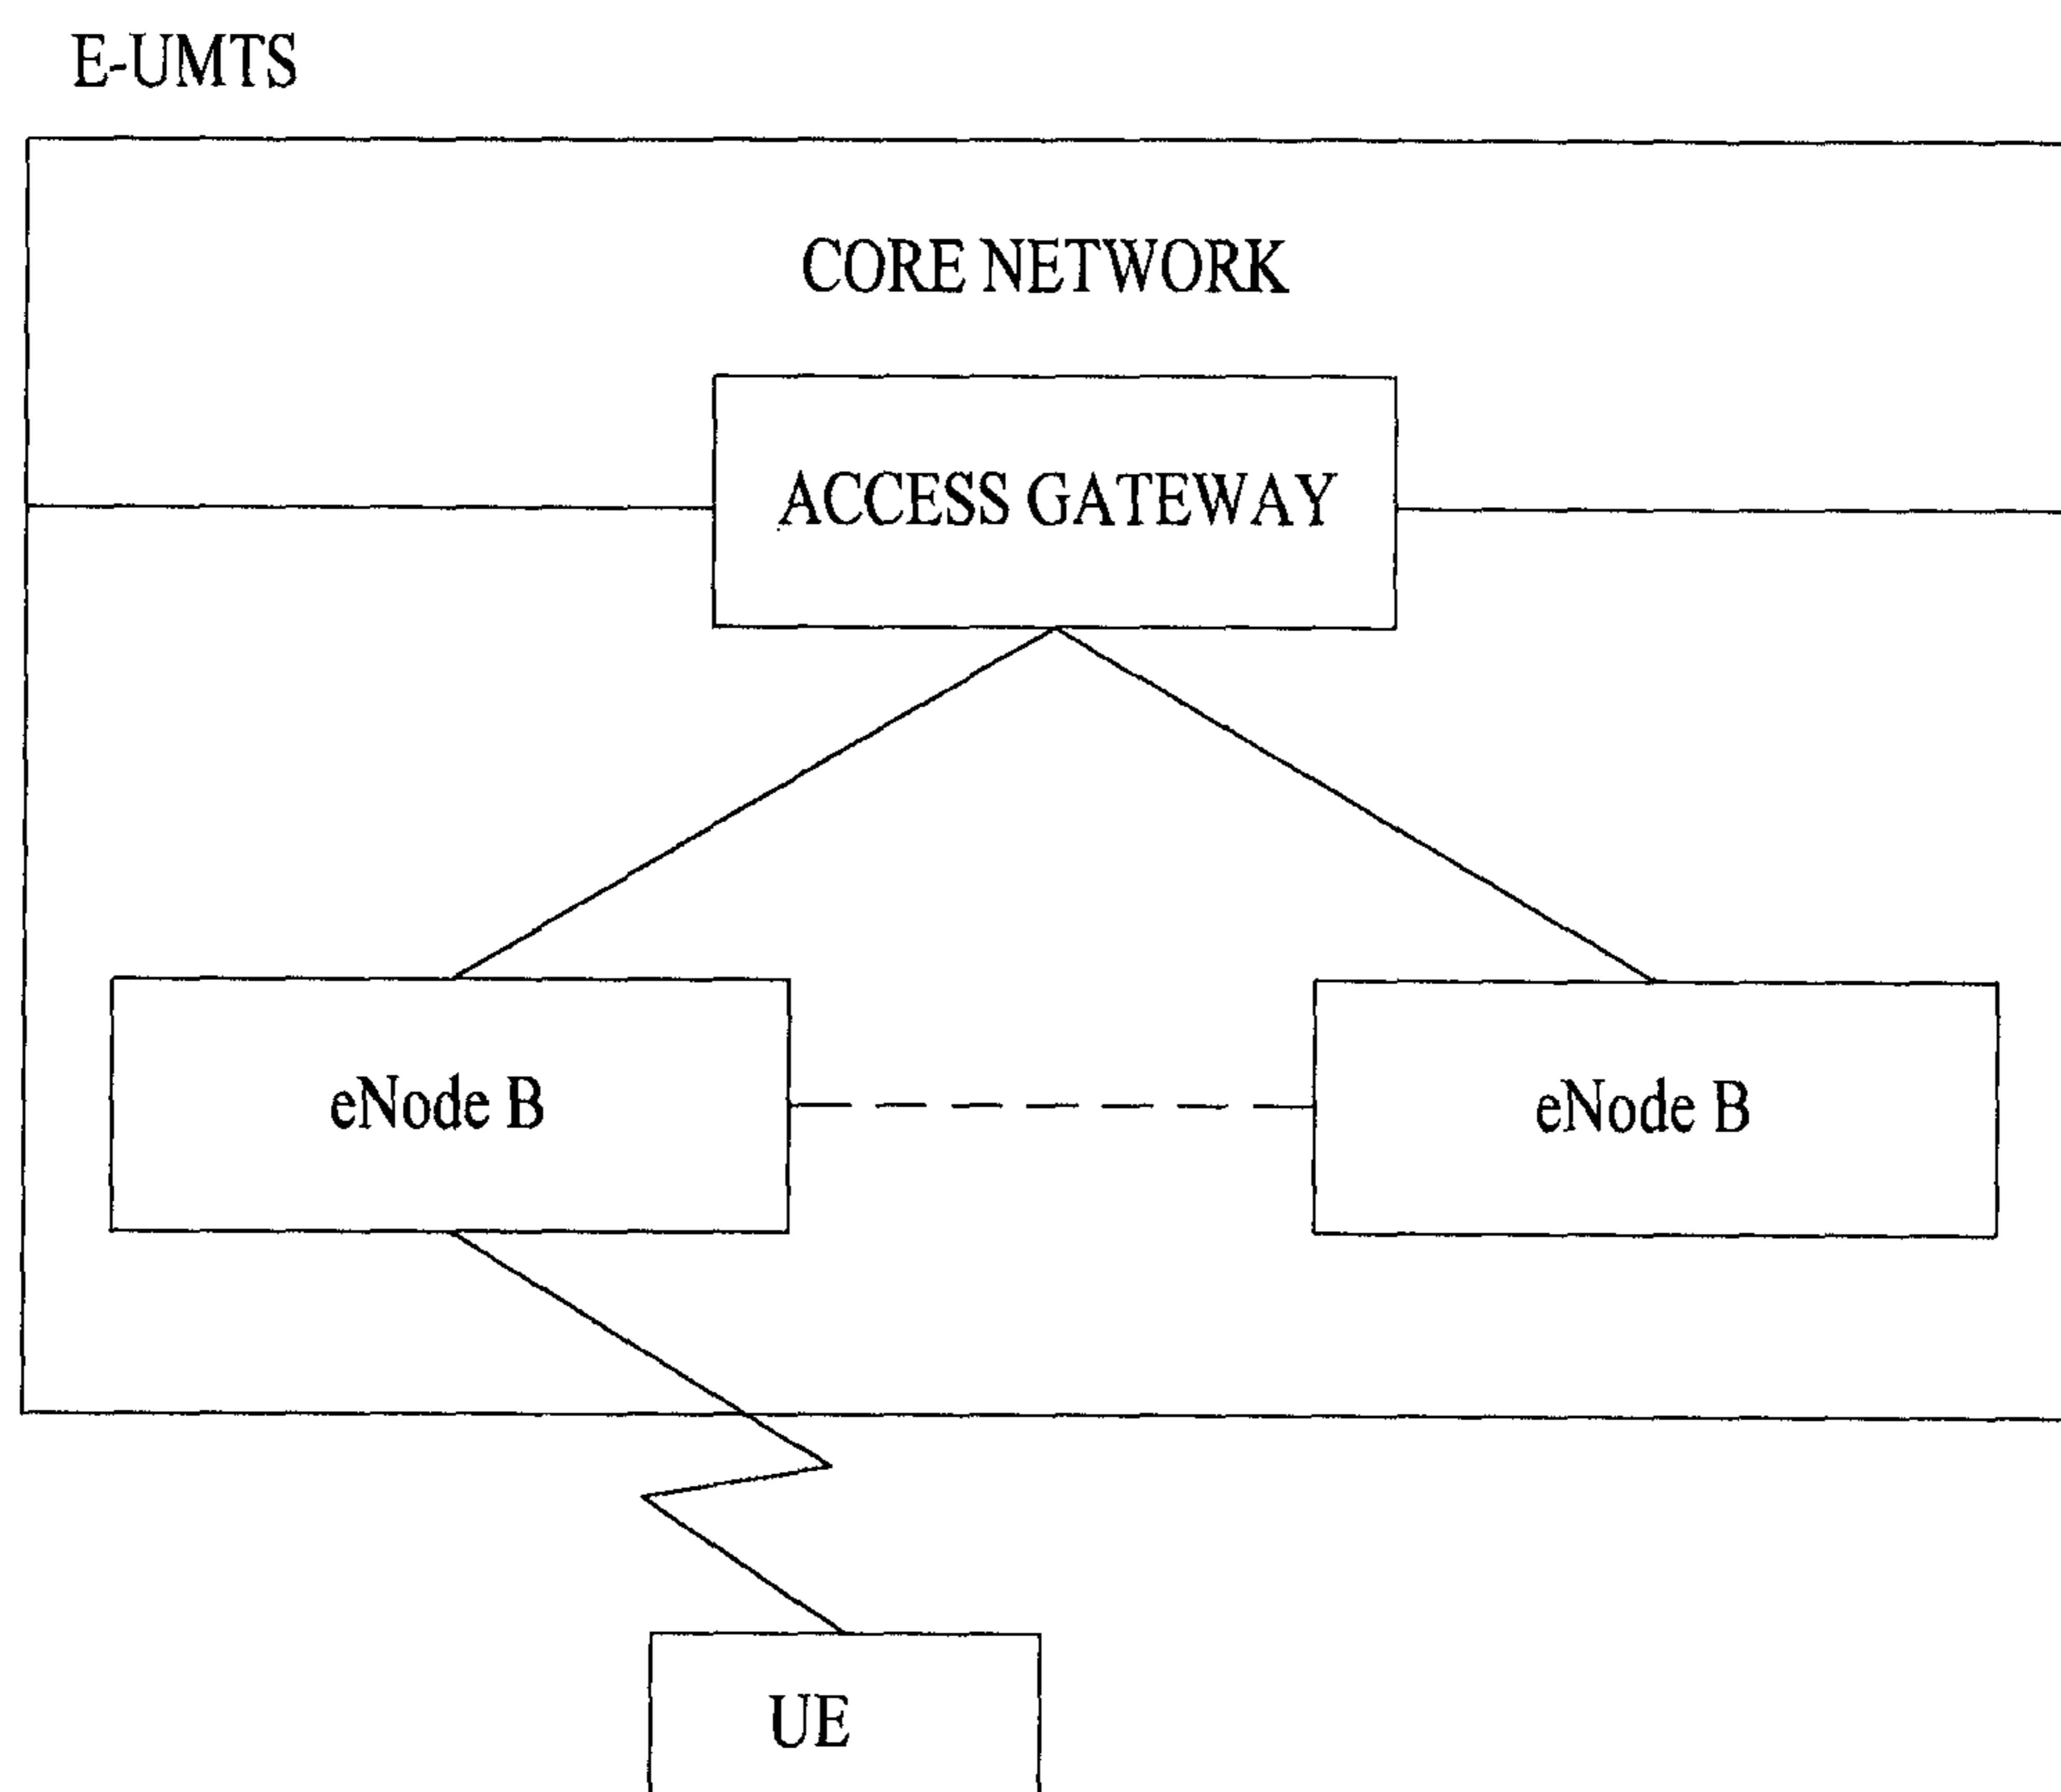 E-UMTS
CORE NETWORK
ACCESS GATEWAY
eNode B
eNode B
UE